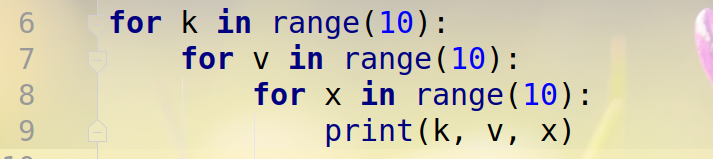 6 for k in range(10):
7     for v in range(10):
8         for x in range(10):
9             print(k, v, x)